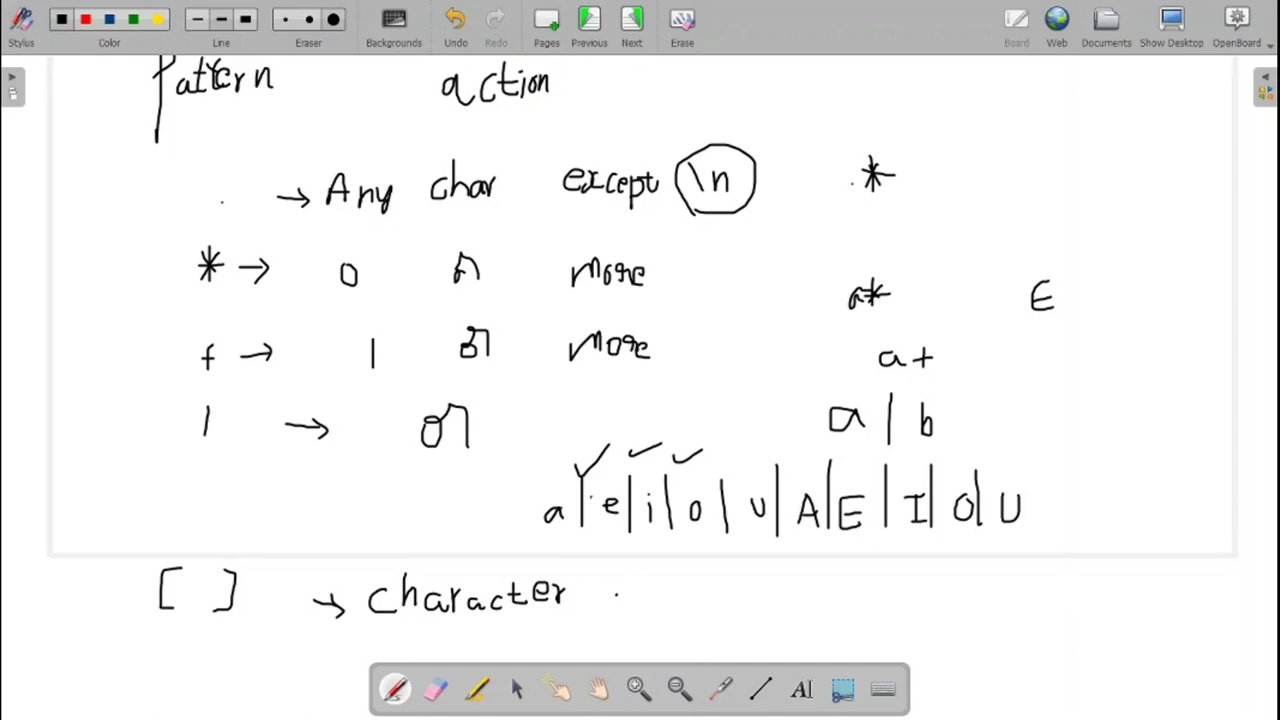 Stylus Color Line Eraser Backgrounds Undo Redo Pages Previous Next Erase Board Web Documents Show Desktop OpenBoard
Pattern action
. → Any char except \n .*
* → 0 or more a* E
+ → 1 or more a+
| → or a|b
a|e|i|o|u|A|E|I|O|U
[ ] → character .